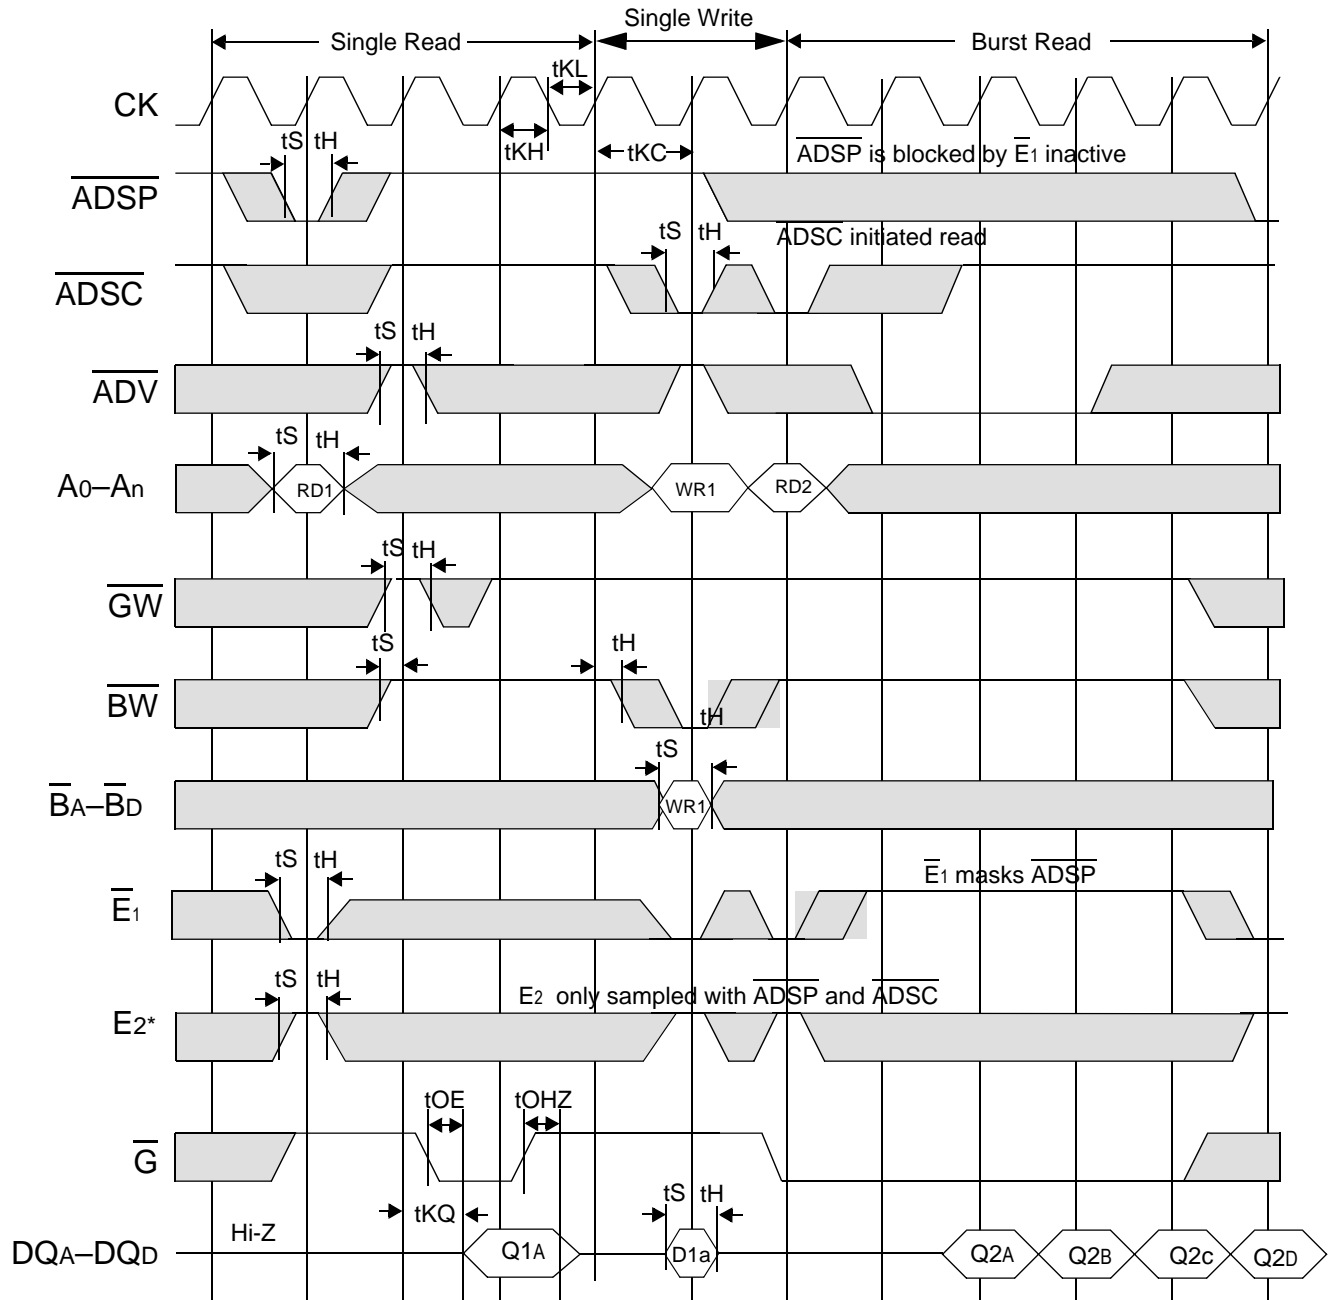 Single Write
Single Read
Burst Read
tKL
CK
tS tH
tKH
tKC
ADSP is blocked by E1 inactive
ADSP
tS tH
ADSC initiated read
ADSC
tS tH
ADV
tS tH
A0–An
RD1
WR1
RD2
tS tH
GW
tS
tH
BW
tH
tS
BA–BD
WR1
tS tH
E1 masks ADSP
E1
tS tH
E2 only sampled with ADSP and ADSC
E2*
tOE
tOHZ
G
tS tH
tKQ
Hi-Z
DQA–DQD
Q1A
D1a
Q2A
Q2B
Q2c
Q2D